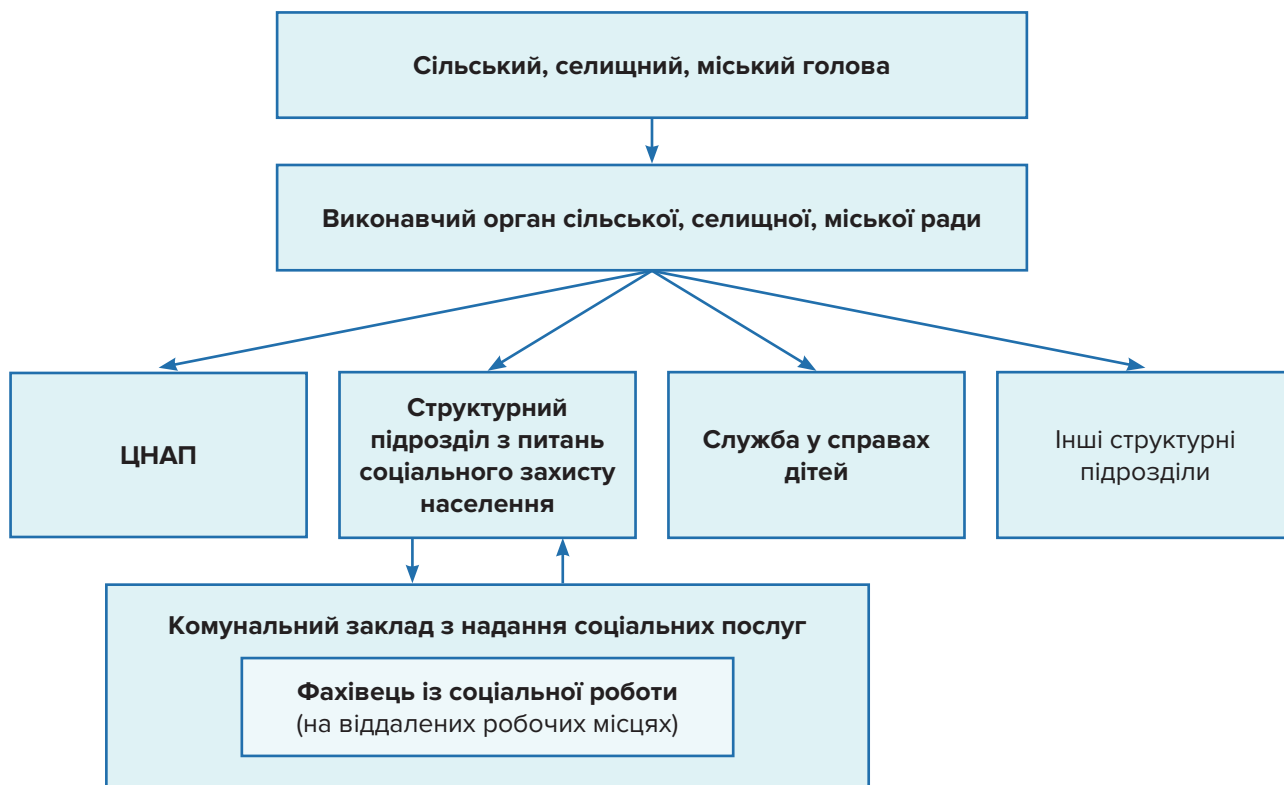 Сільський, селищний, міський голова
Виконавчий орган сільської, селищної, міської ради
ЦНАП
Структурний
підрозділ з питань
соціального захисту
населення
Служба у справах
дітей
Інші структурні
підрозділи
Комунальний заклад з надання соціальних послуг
Фахівець із соціальної роботи
(на віддалених робочих місцях)